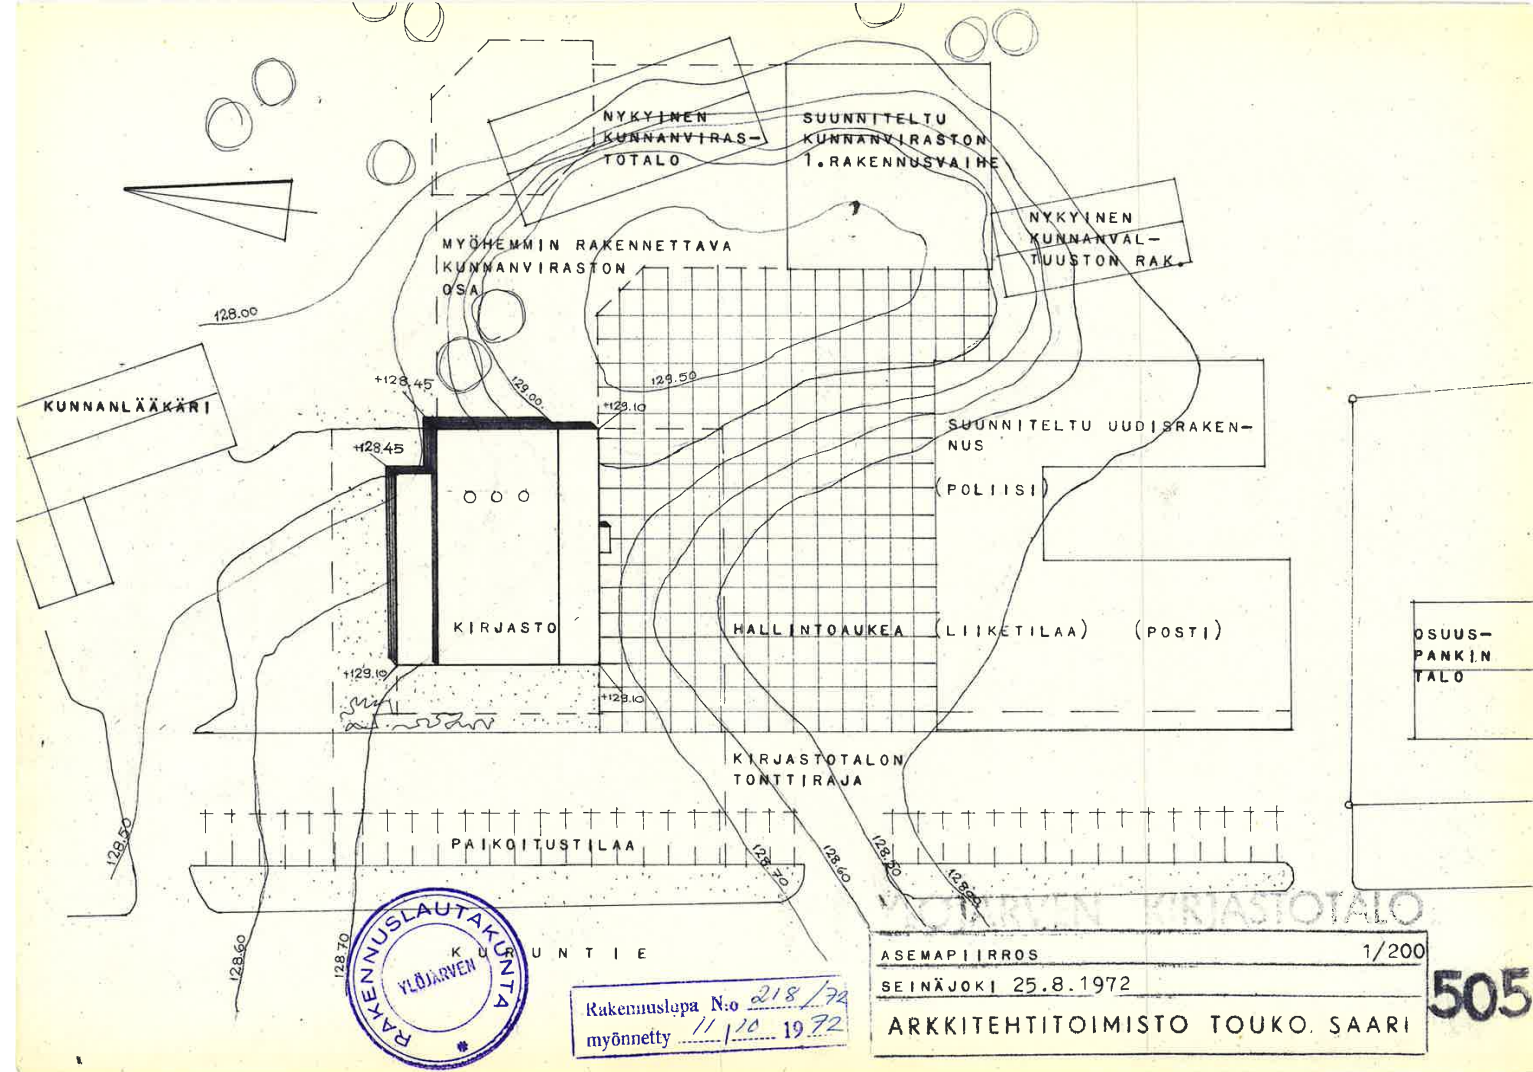 NYKYINEN
KUNNANVIRAS-
TOTALO
SUUNNITELTU
KUNNANVIRASTON
1.RAKENNUSVAIHE
NYKYINEN
KUNNANVAL-
TUUSTON RAK.
MYÖHEMMIN RAKENNETTAVA
KUNNANVIRASTON
OSA
128.00
+128.45
129.00
129.50
+129.10
KUNNANLÄÄKÄRI
+128.45
SUUNNITELTU UUDISRAKEN-
NUS
(POLIISI)
KIRJASTO
HALLINTOAUKEA
(LIIKETILAA)
(POSTI)
OSUUS-
PANKIN
TALO
+129.10
+129.10
KIRJASTOTALON
TONTTIRAJA
PAIKOITUSTILAA
128.50
128.70
128.60
128.50
128.60
128.70
KURUNTIE
RAKENNUSLAUTAKUNTA
YLÖJÄRVEN
Rakennuslupa N:o 218/72
myönnetty 11/10 1972
YLÖJÄRVEN KIRJASTOTALO
ASEMAPIIRROS 1/200
SEINÄJOKI 25.8.1972
ARKKITEHTITOIMISTO TOUKO. SAARI
505